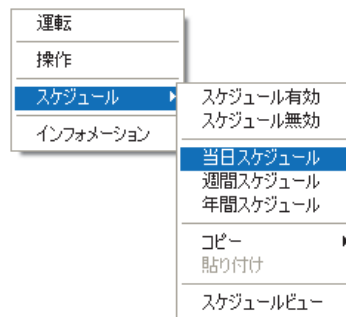 運転
操作
スケジュール
インフォメーション
スケジュール有効
スケジュール無効
当日スケジュール
週間スケジュール
年間スケジュール
コピー
貼り付け
スケジュールビュー